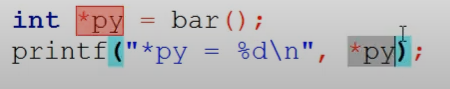 int *py = bar();
printf("*py = %d\n", *py);